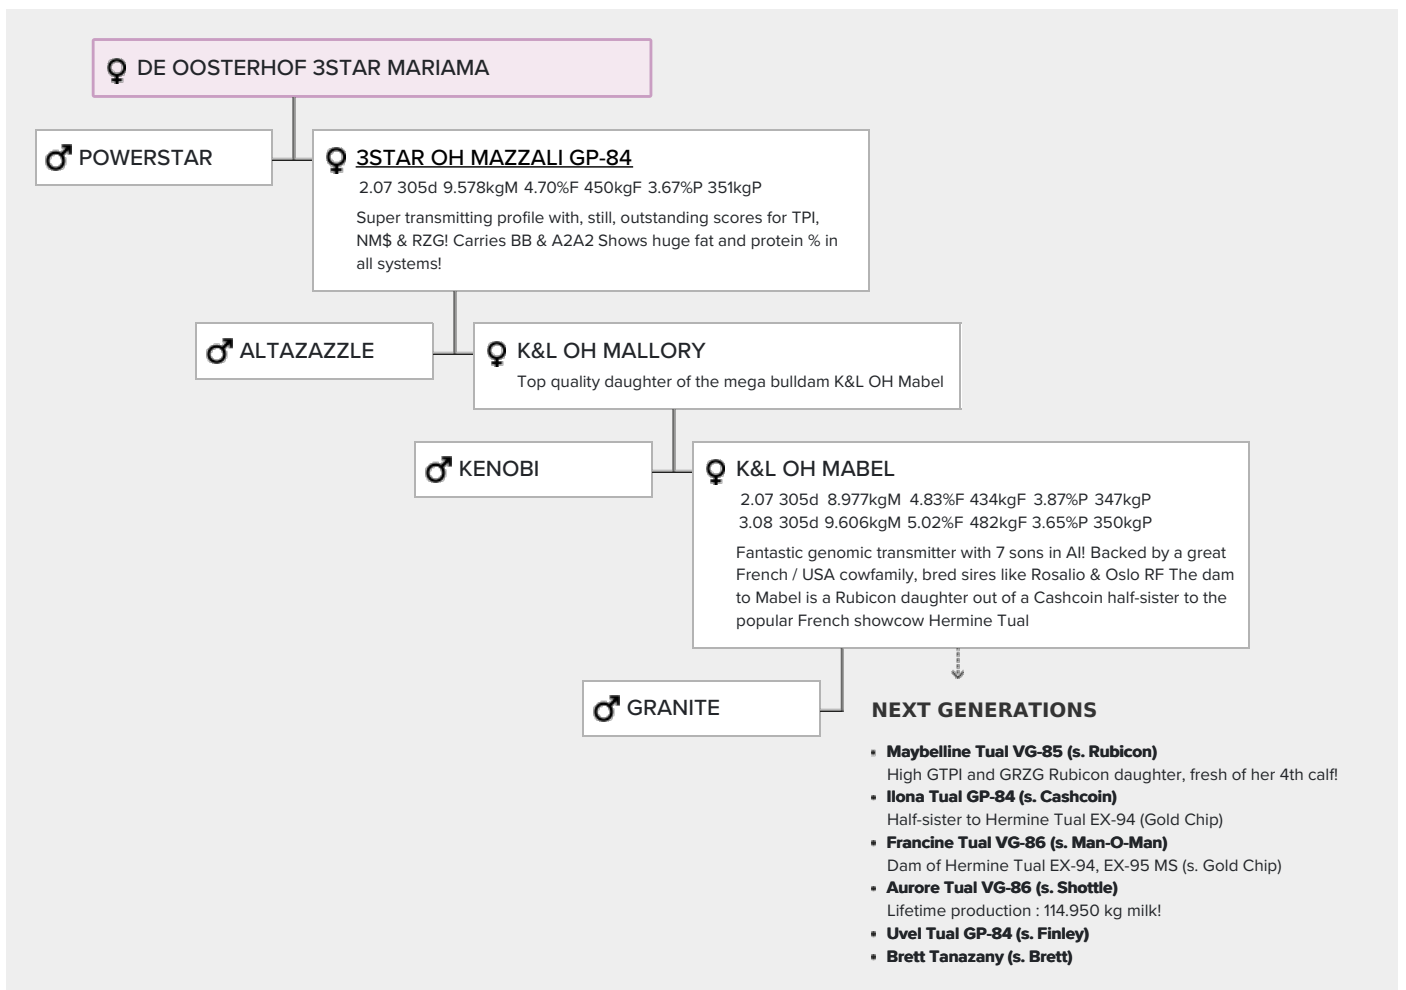 DE OOSTERHOF 3STAR MARIAMA
POWERSTAR
3STAR OH MAZZALI GP-84
2.07 305d 9.578kgM 4.70%F 450kgF 3.67%P 351kgP
Super transmitting profile with, still, outstanding scores for TPI,
NM$ & RZG! Carries BB & A2A2 Shows huge fat and protein % in
all systems!
ALTAZAZZLE
K&L OH MALLORY
Top quality daughter of the mega bulldam K&L OH Mabel
KENOBI
K&L OH MABEL
2.07 305d 8.977kgM 4.83%F 434kgF 3.87%P 347kgP
3.08 305d 9.606kgM 5.02%F 482kgF 3.65%P 350kgP
Fantastic genomic transmitter with 7 sons in AI! Backed by a great
French / USA cowfamily, bred sires like Rosalio & Oslo RF The dam
to Mabel is a Rubicon daughter out of a Cashcoin half-sister to the
popular French showcow Hermine Tual
GRANITE
NEXT GENERATIONS
Maybelline Tual VG-85 (s. Rubicon)
High GTPI and GRZG Rubicon daughter, fresh of her 4th calf!
Ilona Tual GP-84 (s. Cashcoin)
Half-sister to Hermine Tual EX-94 (Gold Chip)
Francine Tual VG-86 (s. Man-O-Man)
Dam of Hermine Tual EX-94, EX-95 MS (s. Gold Chip)
Aurore Tual VG-86 (s. Shottle)
Lifetime production : 114.950 kg milk!
Uvel Tual GP-84 (s. Finley)
Brett Tanazany (s. Brett)